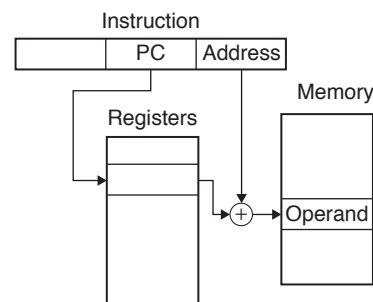 Instruction
PC Address
Memory
Registers
+
Operand